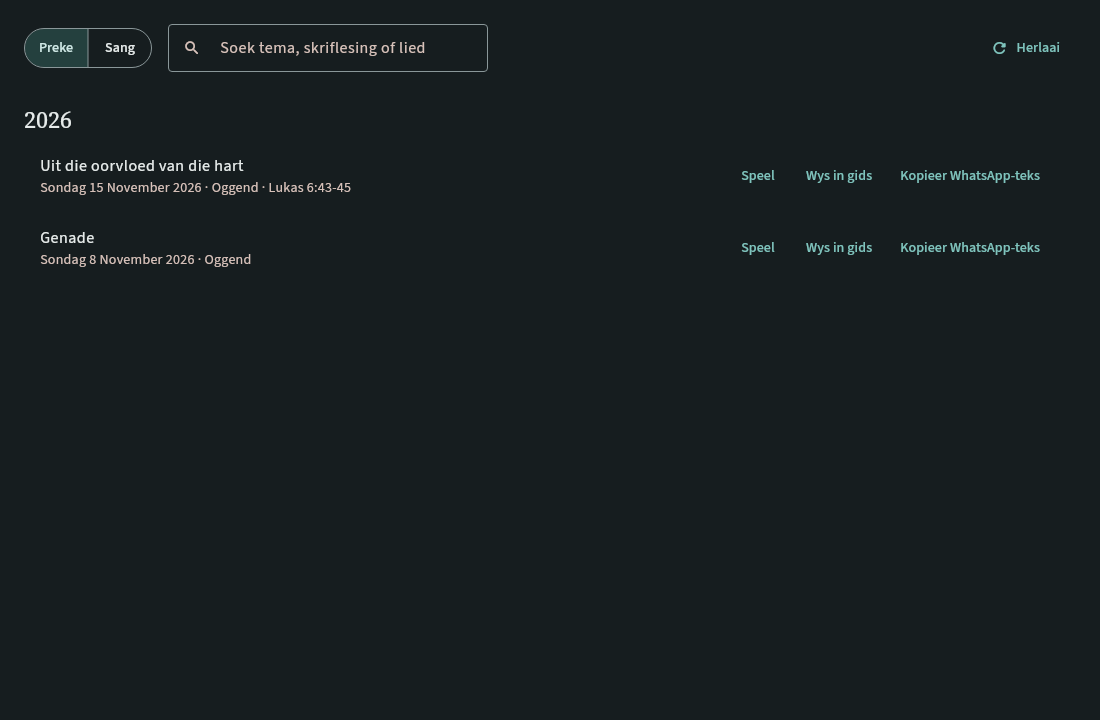 Preke
Sang
Soek tema, skriflesing of lied
Herlaai
2026
Uit die oorvloed van die hart
Sondag 15 November 2026 · Oggend · Lukas 6:43-45
Speel
Wys in gids
Kopieer WhatsApp-teks
Genade
Sondag 8 November 2026 · Oggend
Speel
Wys in gids
Kopieer WhatsApp-teks